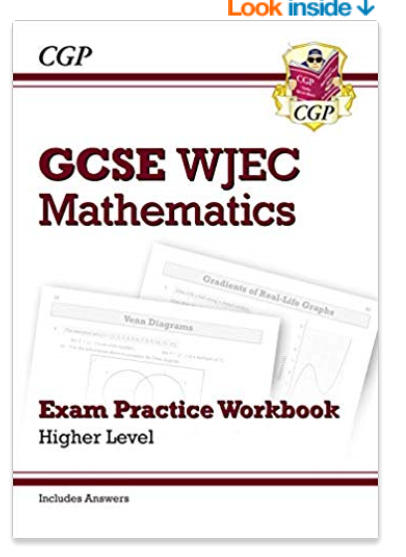 Look inside ↓
CGP
CGP
CGP
GCSE WJEC
Mathematics
Gradients of Real-Life Graphs
Venn Diagrams
Exam Practice Workbook
Higher Level
Includes Answers